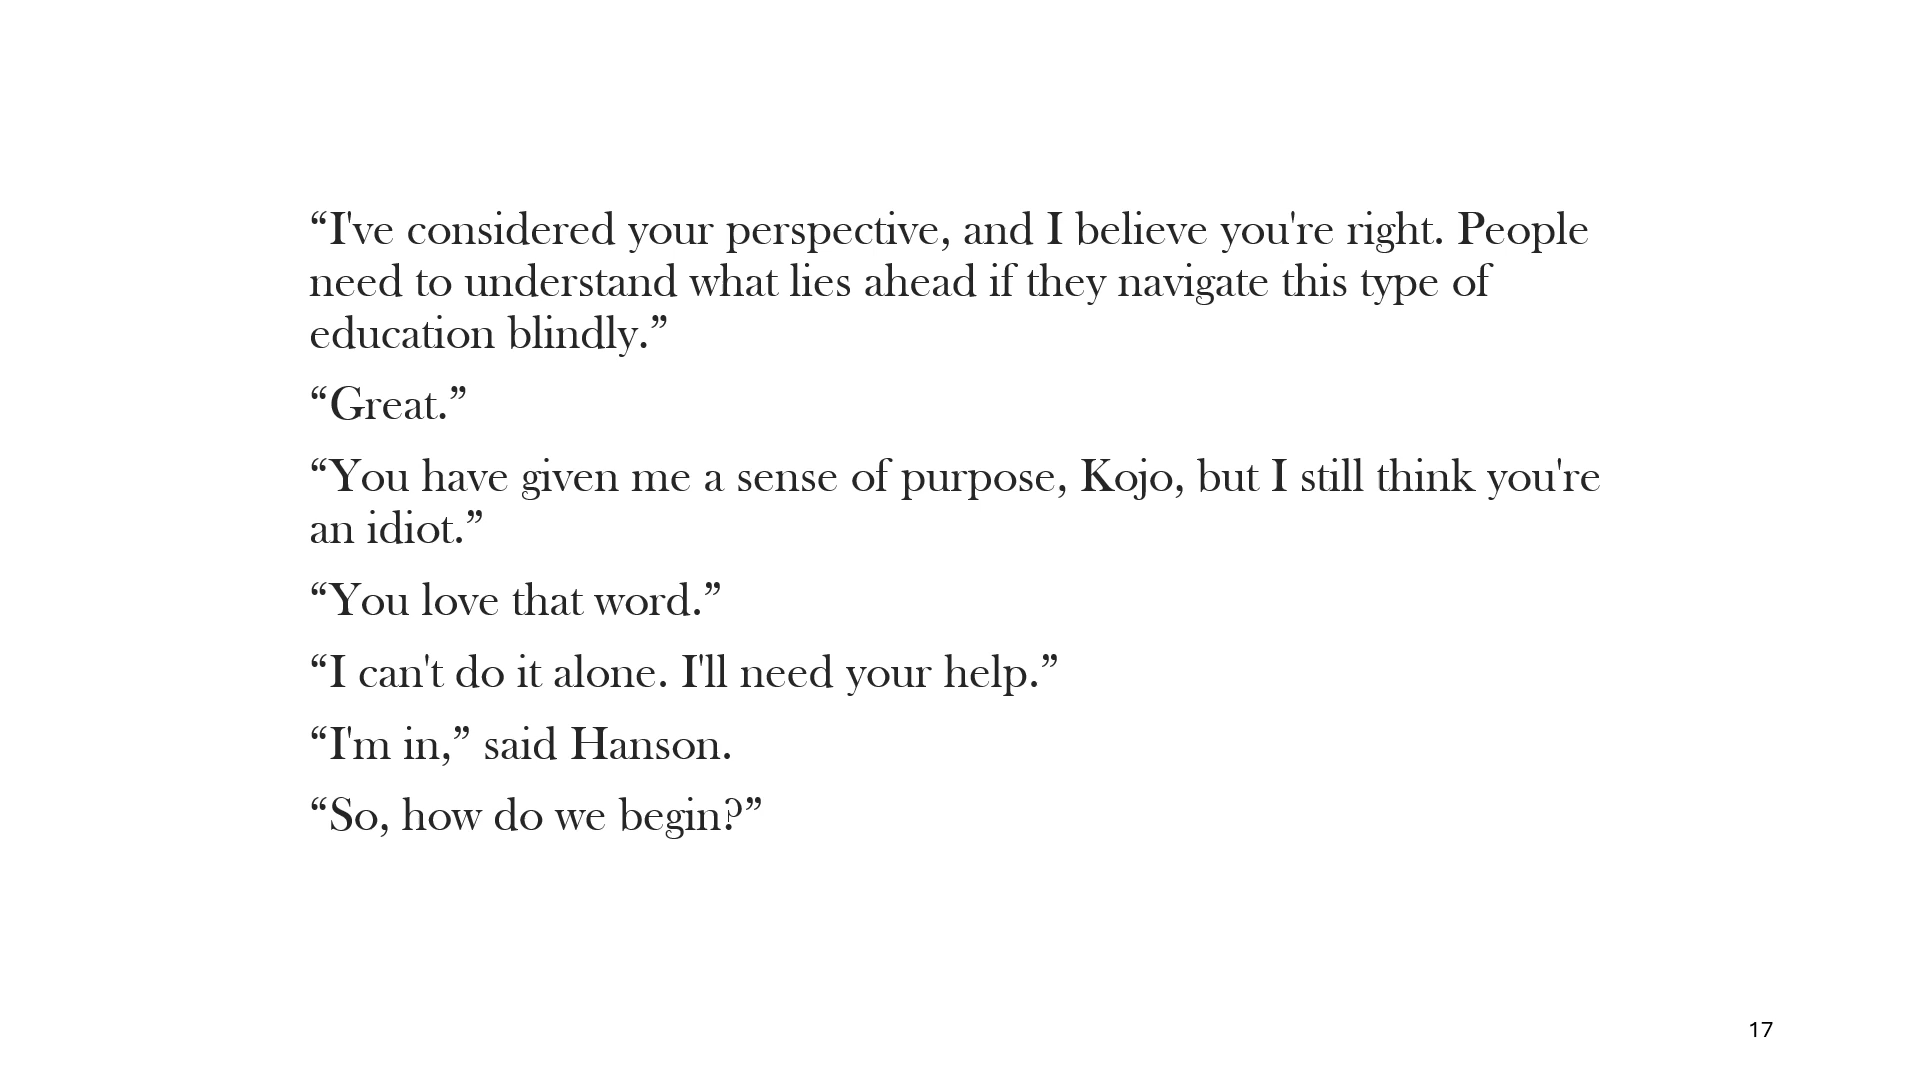 “I've considered your perspective, and I believe you're right. People
need to understand what lies ahead if they navigate this type of
education blindly.”
“Great.”
“You have given me a sense of purpose, Kojo, but I still think you're
an idiot.”
“You love that word.”
“I can't do it alone. I'll need your help.”
“I'm in,” said Hanson.
“So, how do we begin?”
17